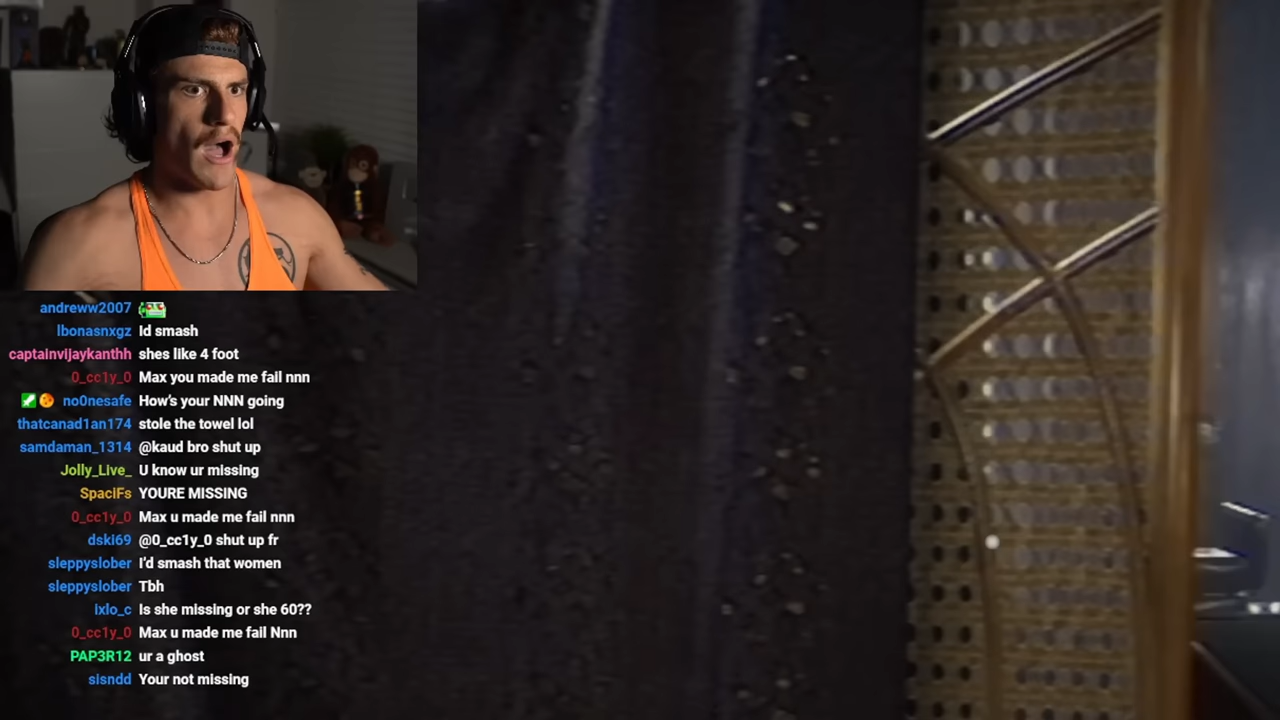 andreww2007
lbonasnxgz Id smash
captainvijaykanthh shes like 4 foot
0_cc1y_0 Max you made me fail nnn
no0nesafe How's your NNN going
thatcanad1an174 stole the towel lol
samdaman_1314 @kaud bro shut up
Jolly_Live_ U know ur missing
SpaciFs YOURE MISSING
0_cc1y_0 Max u made me fail nnn
dski69 @0_cc1y_0 shut up fr
sleppyslober I'd smash that women
sleppyslober Tbh
ixlo_c Is she missing or she 60??
0_cc1y_0 Max u made me fail Nnn
PAP3R12 ur a ghost
sisndd Your not missing